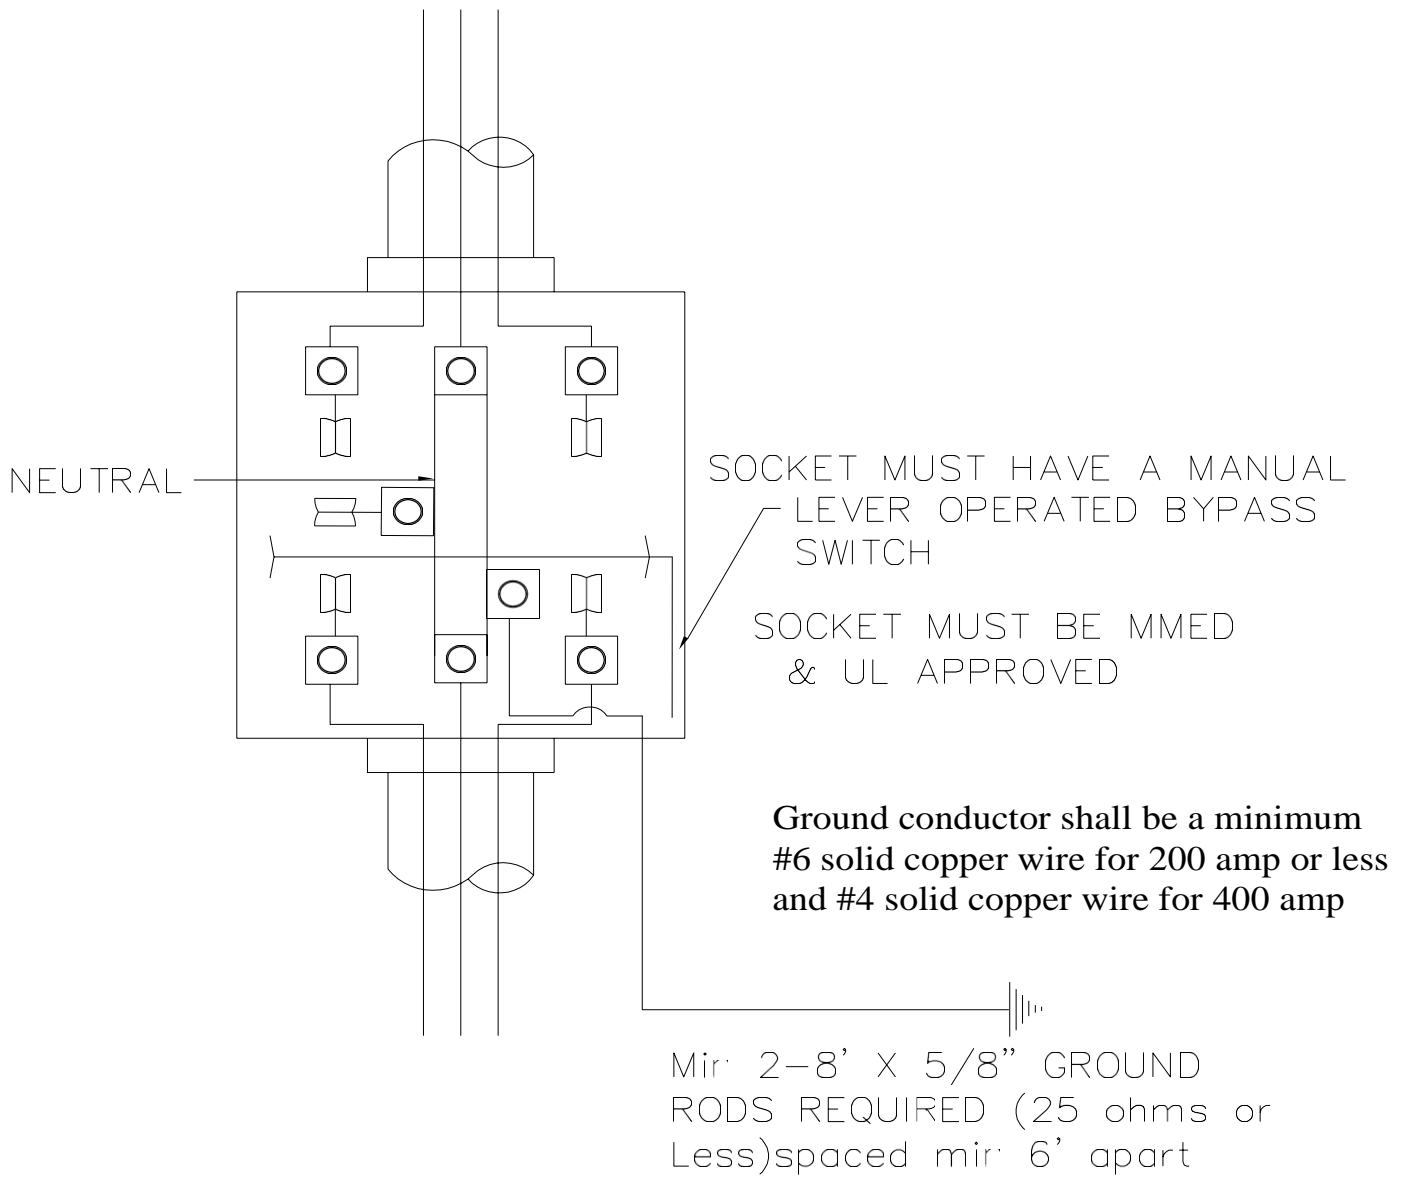 NEUTRAL
SOCKET MUST HAVE A MANUAL
LEVER OPERATED BYPASS
SWITCH
SOCKET MUST BE MMED
& UL APPROVED
Ground conductor shall be a minimum
#6 solid copper wire for 200 amp or less
and #4 solid copper wire for 400 amp
Min 2-8' X 5/8" GROUND
RODS REQUIRED (25 ohms or
Less)spaced min 6' apart